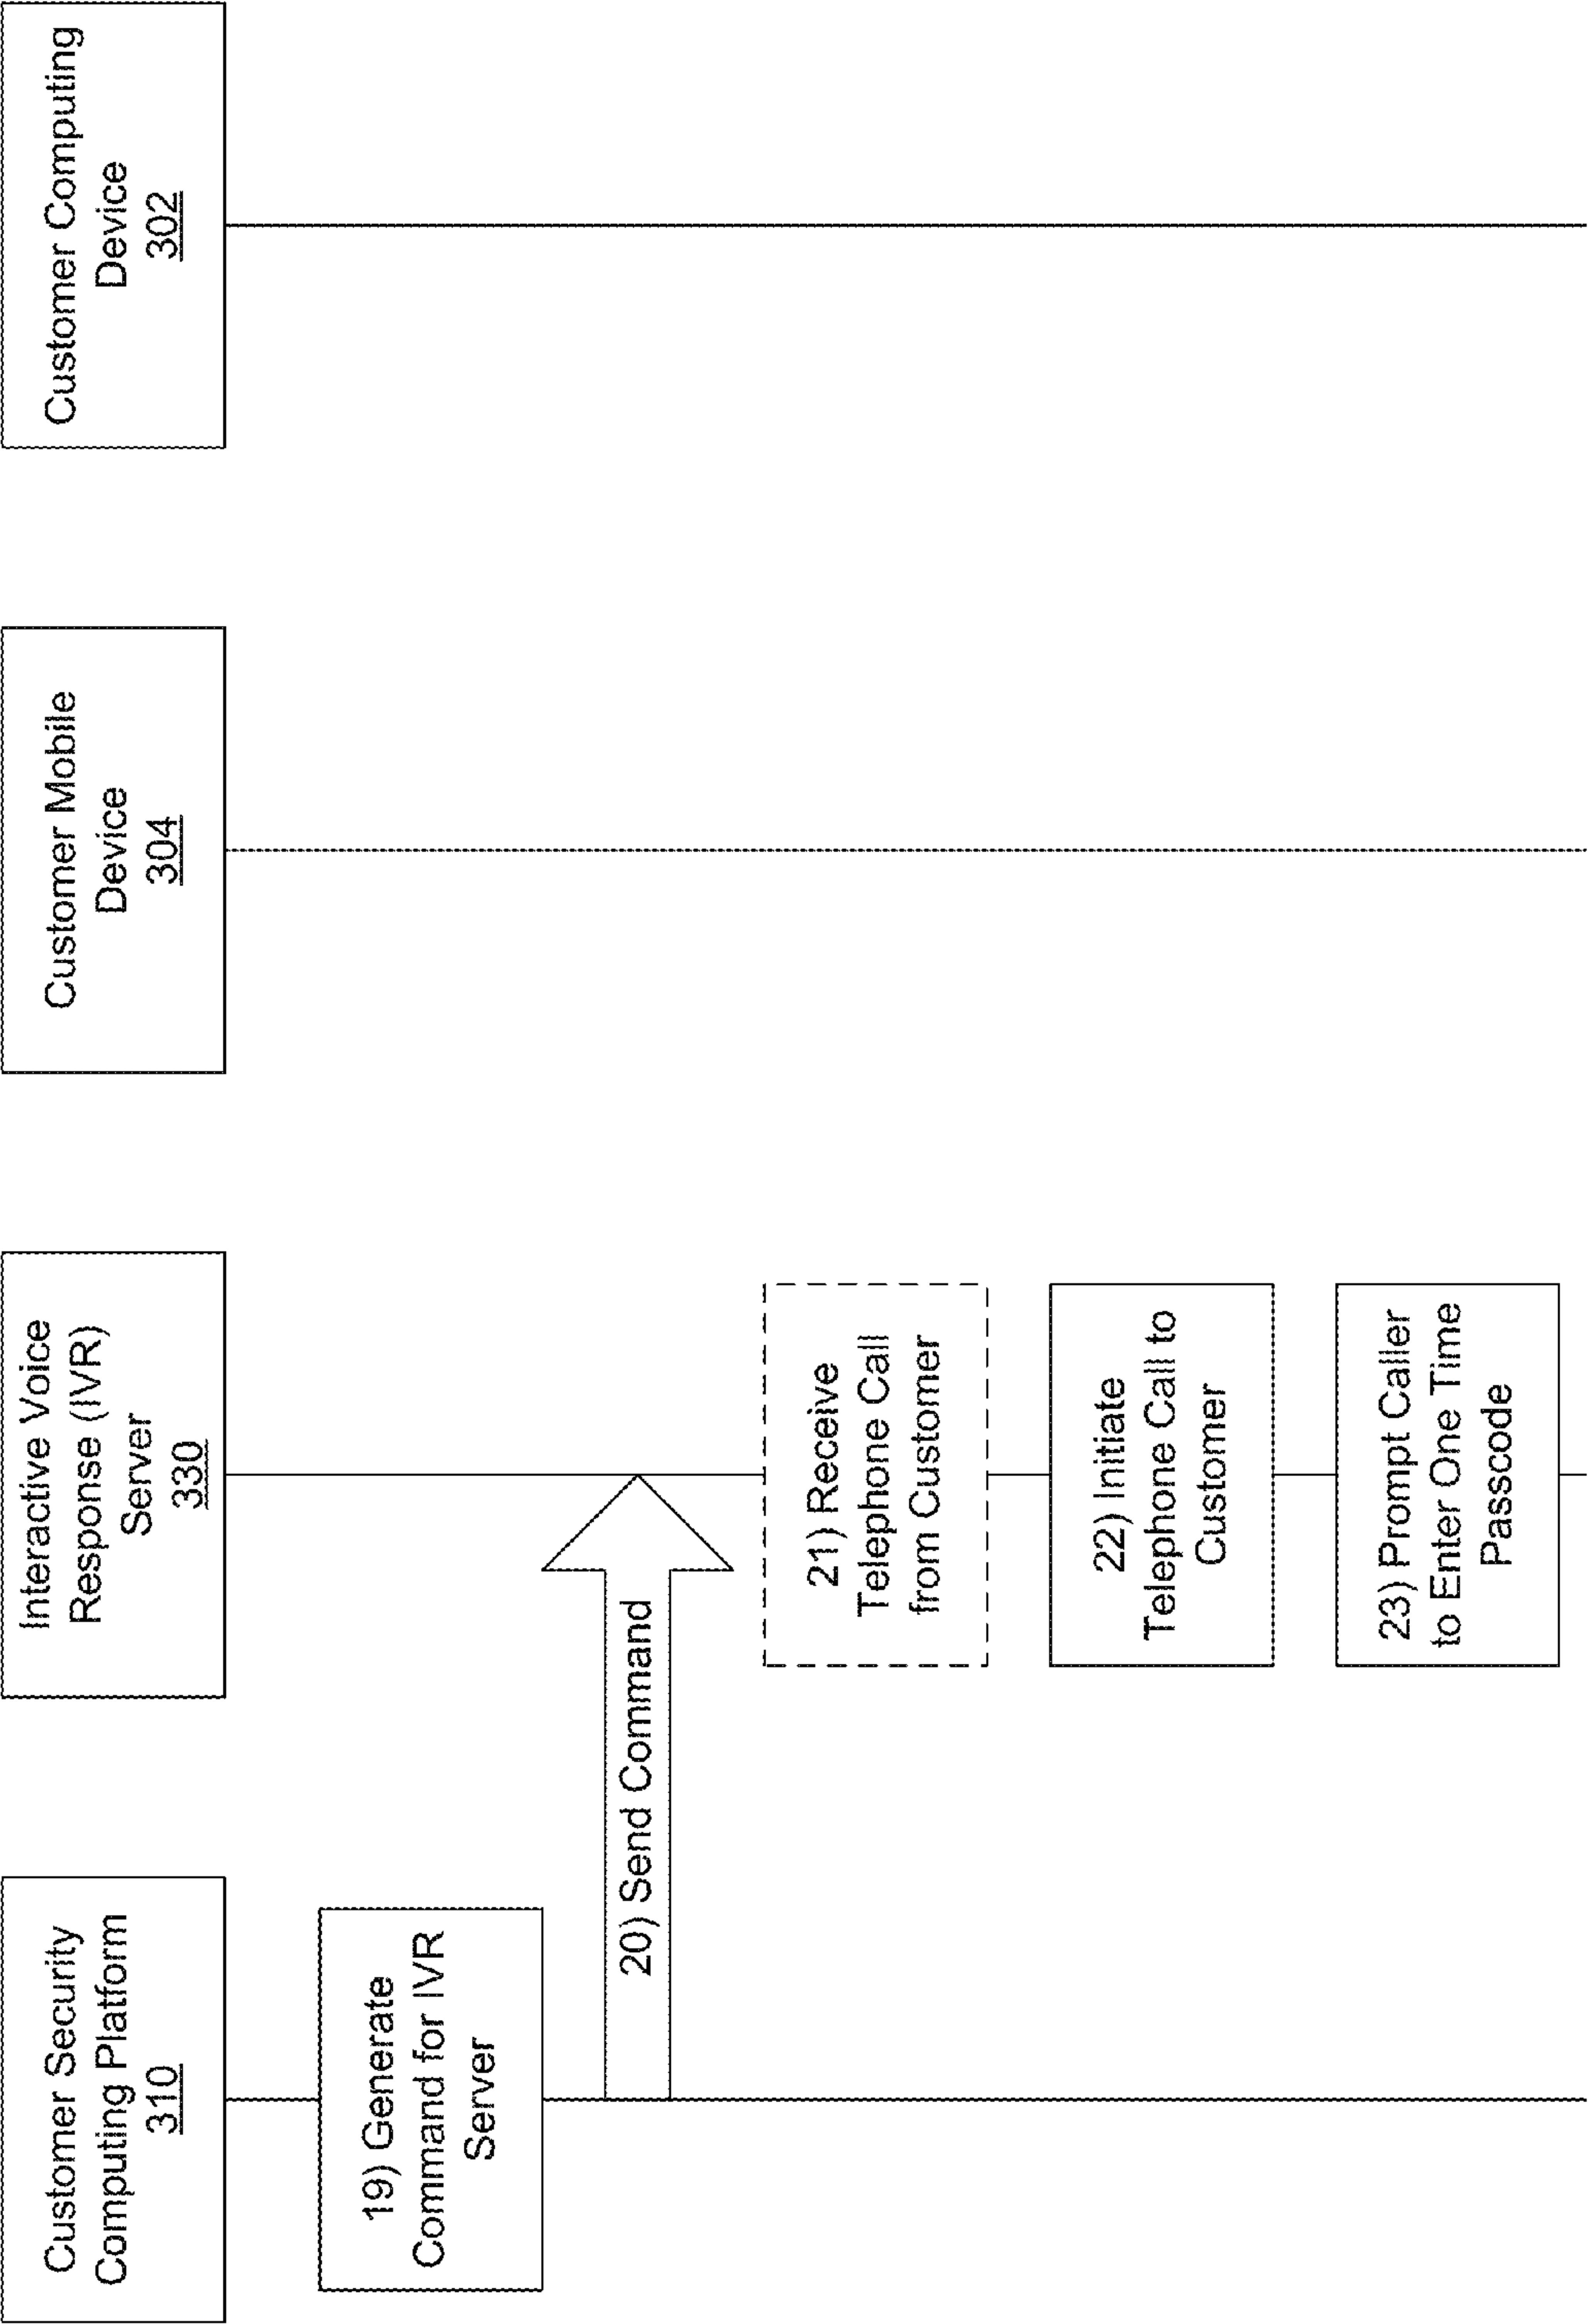 Customer Security
Computing Platform
310
Interactive Voice
Response (IVR)
Server
330
Customer Mobile
Device
304
Customer Computing
Device
302
19) Generate
Command for IVR
Server
20) Send Command
21) Receive
Telephone Call
from Customer
22) Initiate
Telephone Call to
Customer
23) Prompt Caller
to Enter One Time
Passcode